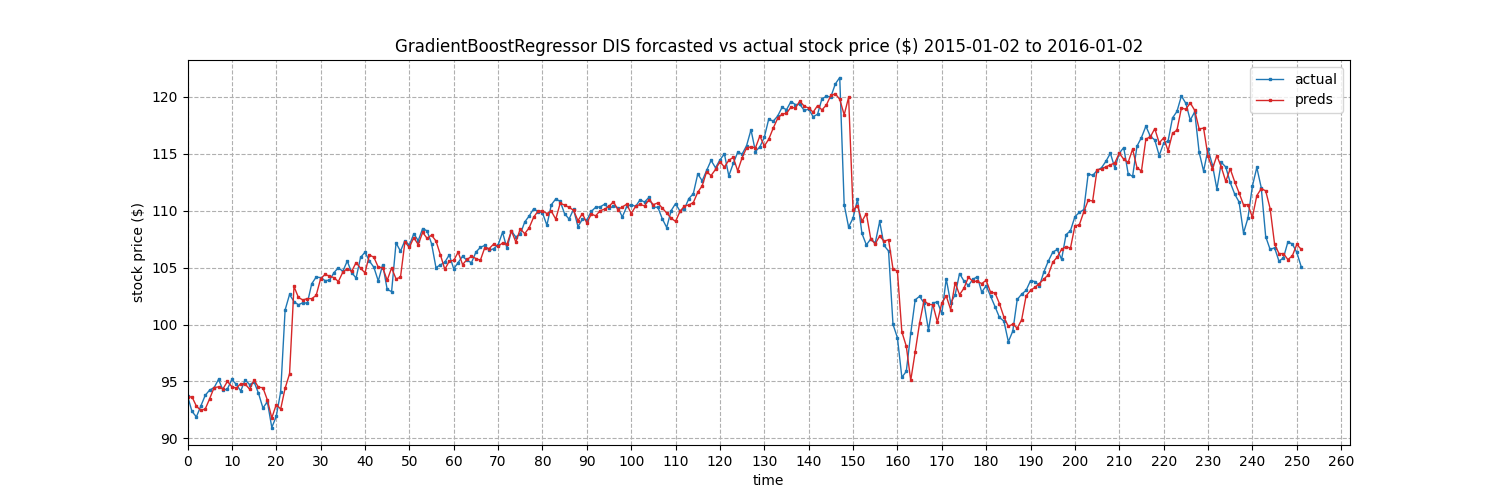 GradientBoostRegressor DIS forcasted vs actual stock price ($) 2015-01-02 to 2016-01-02
actual
preds
stock price ($)
120
115
110
105
100
95
90
0 10 20 30 40 50 60 70 80 90 100 110 120 130 140 150 160 170 180 190 200 210 220 230 240 250 260
time